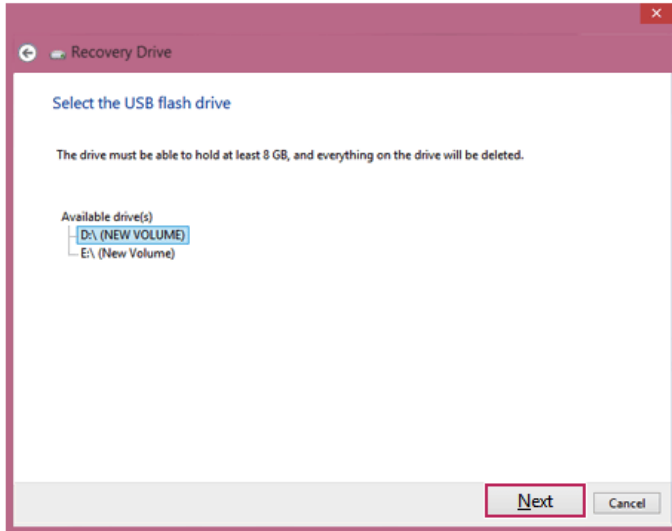 Recovery Drive
Select the USB flash drive
The drive must be able to hold at least 8 GB, and everything on the drive will be deleted.
Available drive(s)
D:\ (NEW VOLUME)
E:\ (New Volume)
Next
Cancel